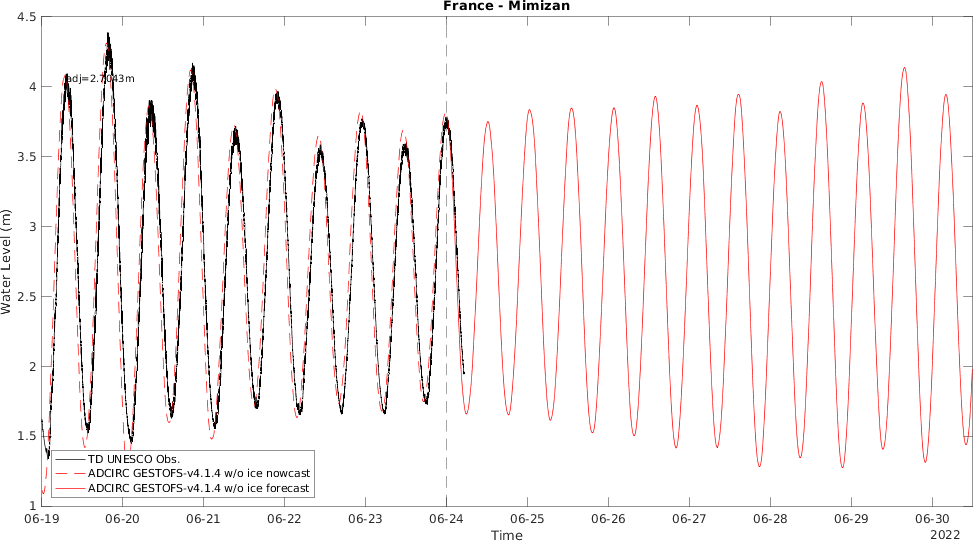 France - Mimizan
4.5
4
3.5
3
2.5
2
1.5
1
Water Level (m)
adj=2.7043m
TD UNESCO Obs.
ADCIRC GESTOFS-v4.1.4 w/o ice nowcast
ADCIRC GESTOFS-v4.1.4 w/o ice forecast
06-19 06-20 06-21 06-22 06-23 06-24 06-25 06-26 06-27 06-28 06-29 06-30
2022
Time